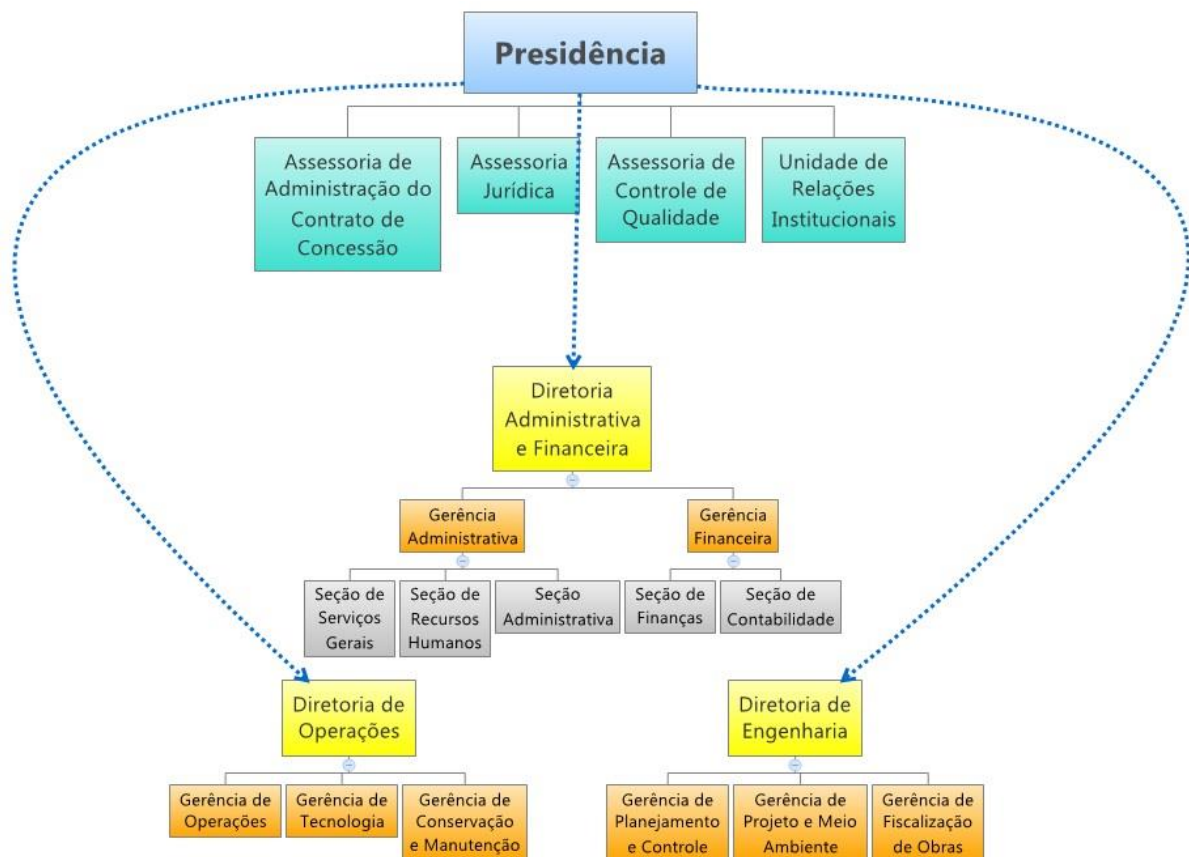 Presidência
Assessoria de
Administração do
Contrato de
Concessão
Assessoria
Jurídica
Assessoria de
Controle de
Qualidade
Unidade de
Relações
Institucionais
Diretoria
Administrativa
e Financeira
Gerência
Administrativa
Gerência
Financeira
Seção de
Serviços
Gerais
Seção de
Recursos
Humanos
Seção
Administrativa
Seção de
Finanças
Seção de
Contabilidade
Diretoria de
Operações
Diretoria de
Engenharia
Gerência de
Operações
Gerência de
Tecnologia
Gerência de
Conservação
e Manutenção
Gerência de
Planejamento
e Controle
Gerência de
Projeto e Meio
Ambiente
Gerência de
Fiscalização
de Obras